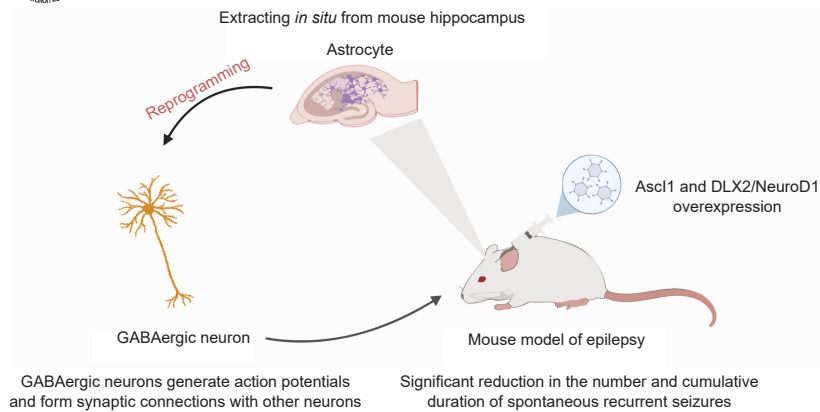 Extracting in situ from mouse hippocampus
Astrocyte
Reprogramming
Ascl1 and DLX2/NeuroD1
overexpression
GABAergic neuron
Mouse model of epilepsy
GABAergic neurons generate action potentials
and form synaptic connections with other neurons
Significant reduction in the number and cumulative
duration of spontaneous recurrent seizures